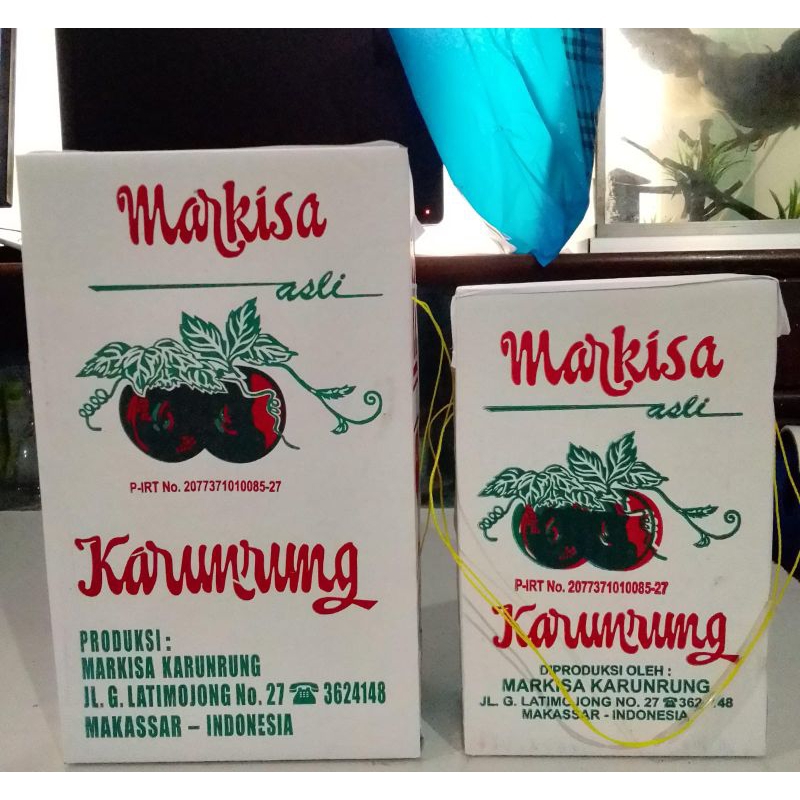 Markisa
asli
P-IRT No. 2077371010085-27
Karunrung
PRODUKSI :
MARKISA KARUNRUNG
JL. G. LATIMOJONG No. 27 ☎ 3624148
MAKASSAR – INDONESIA
Markisa
asli
P-IRT No. 2077371010085-27
Karunrung
DIPRODUKSI OLEH :
MARKISA KARUNRUNG
JL. G. LATIMOJONG NO. 27 ☎
MAKASSAR - INDONESIA